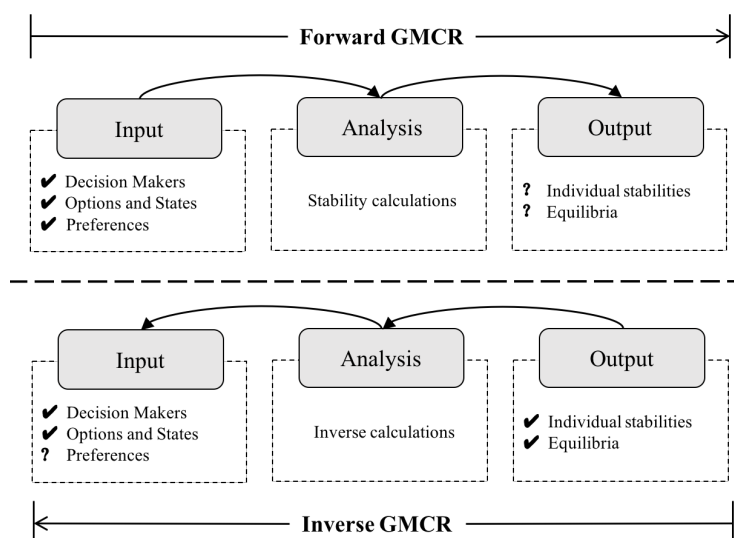 Forward GMCR
Input
Analysis
Output
✔ Decision Makers
✔ Options and States
✔ Preferences
Stability calculations
? Individual stabilities
? Equilibria
Input
Analysis
Output
✔ Decision Makers
✔ Options and States
? Preferences
Inverse calculations
✔ Individual stabilities
✔ Equilibria
Inverse GMCR